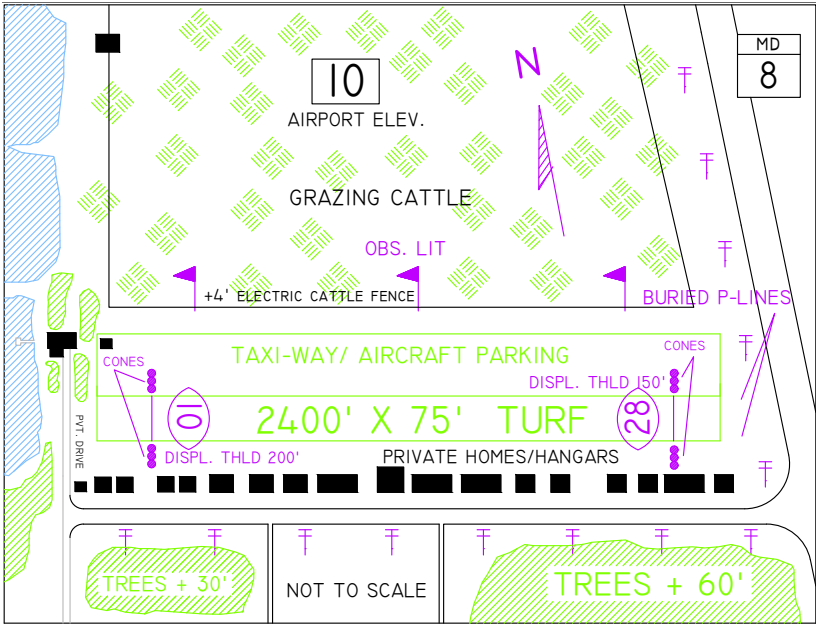 MD
8
10
N
AIRPORT ELEV.
GRAZING CATTLE
OBS. LIT
+4' ELECTRIC CATTLE FENCE
BURIED P-LINES
CONES
TAXI-WAY/ AIRCRAFT PARKING
CONES
DISPL. THLD 150'
01
2400' X 75' TURF
28
PVT. DRIVE
DISPL. THLD 200'
PRIVATE HOMES/HANGARS
TREES + 30'
NOT TO SCALE
TREES + 60'